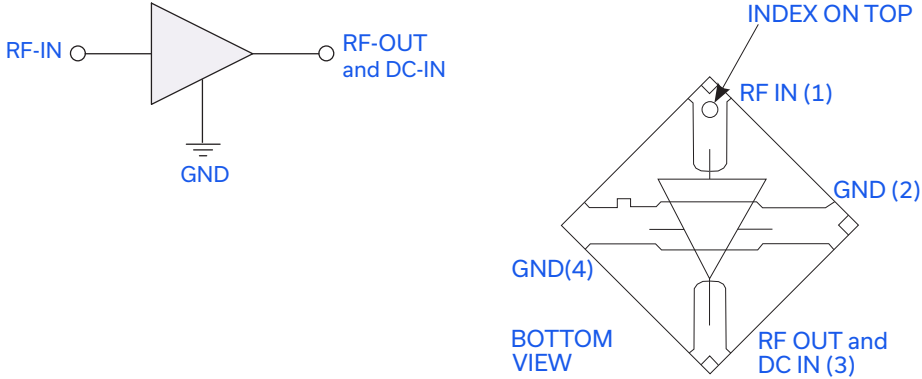 RF-IN
RF-OUT
and DC-IN
GND
INDEX ON TOP
RF IN (1)
GND (2)
GND(4)
BOTTOM
VIEW
RF OUT and
DC IN (3)